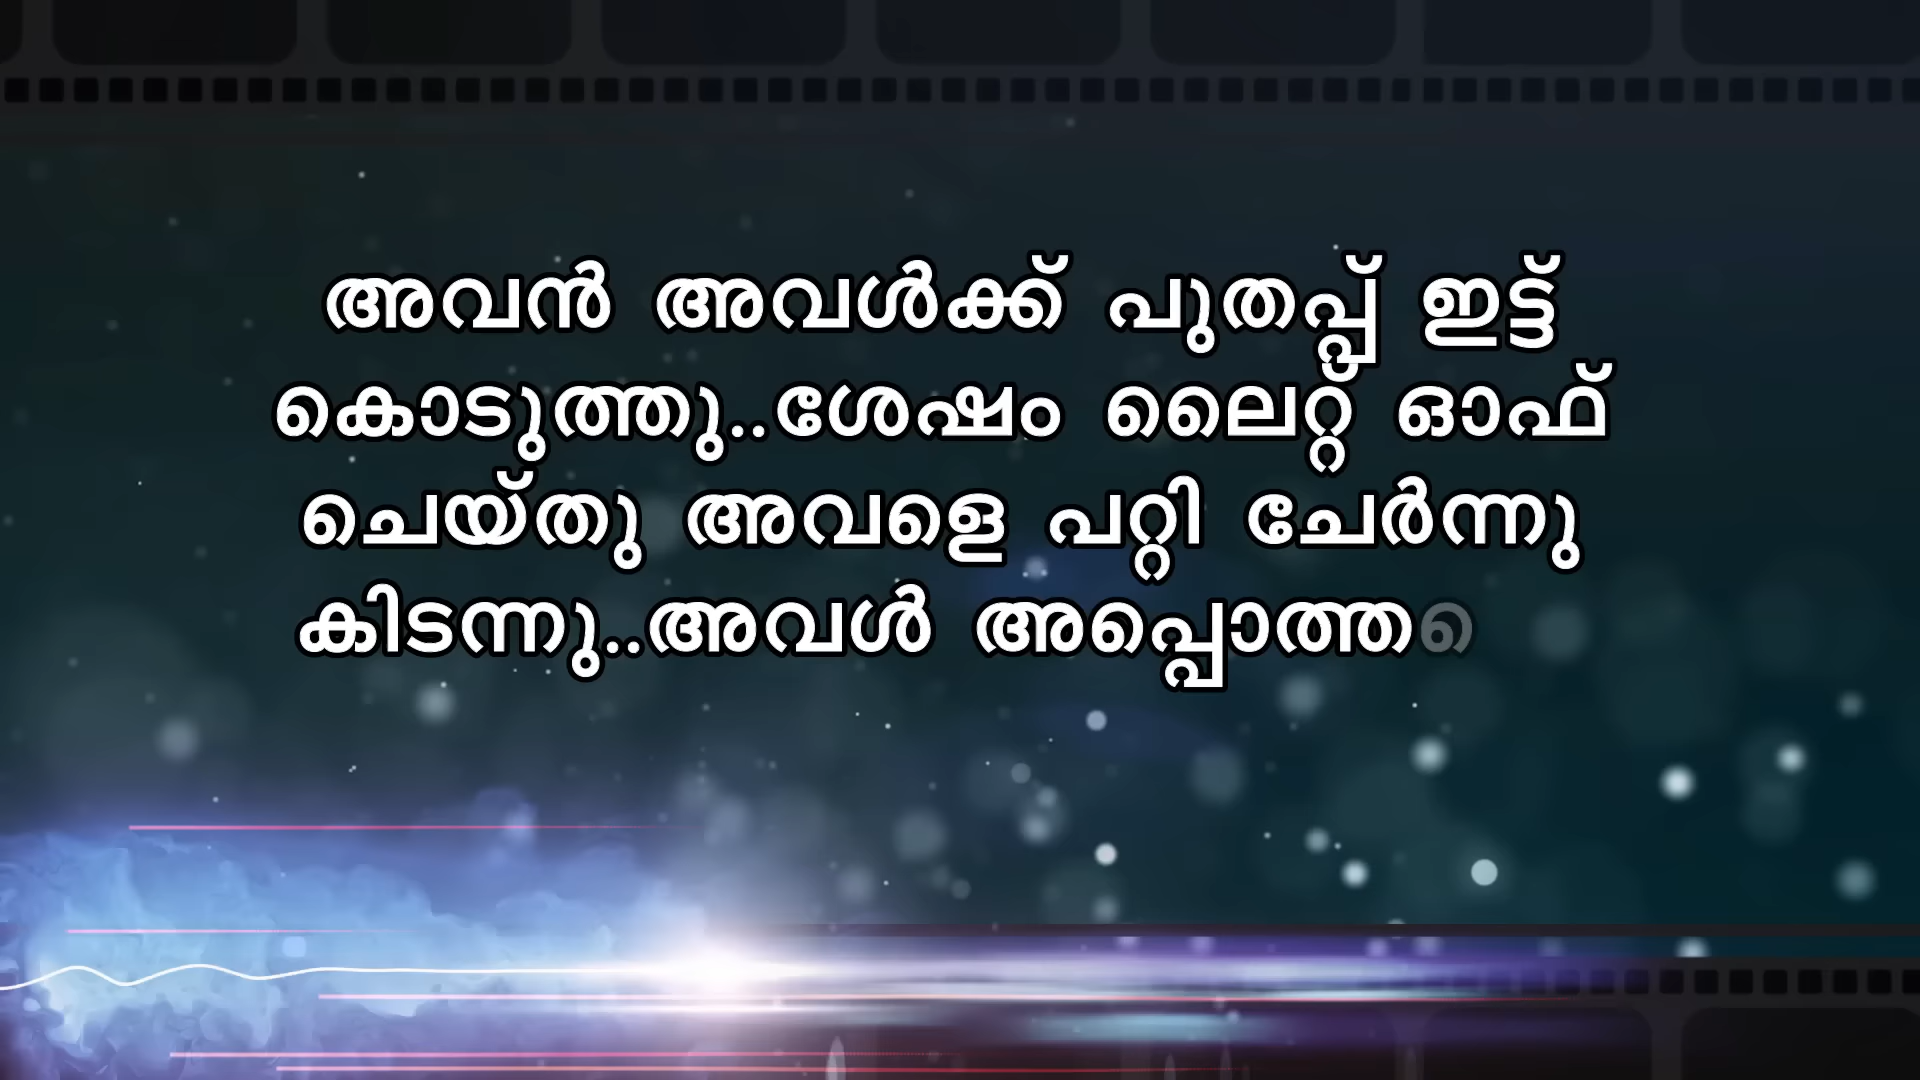 അവൻ അവൾക്ക് പുതപ്പ് ഇട്ട്
കൊടുത്തു..ശേഷം ലൈറ്റ് ഓഫ്
ചെയ്തു അവളെ പറ്റി ചേർന്നു
കിടന്നു..അവൾ അപ്പൊത്തെ